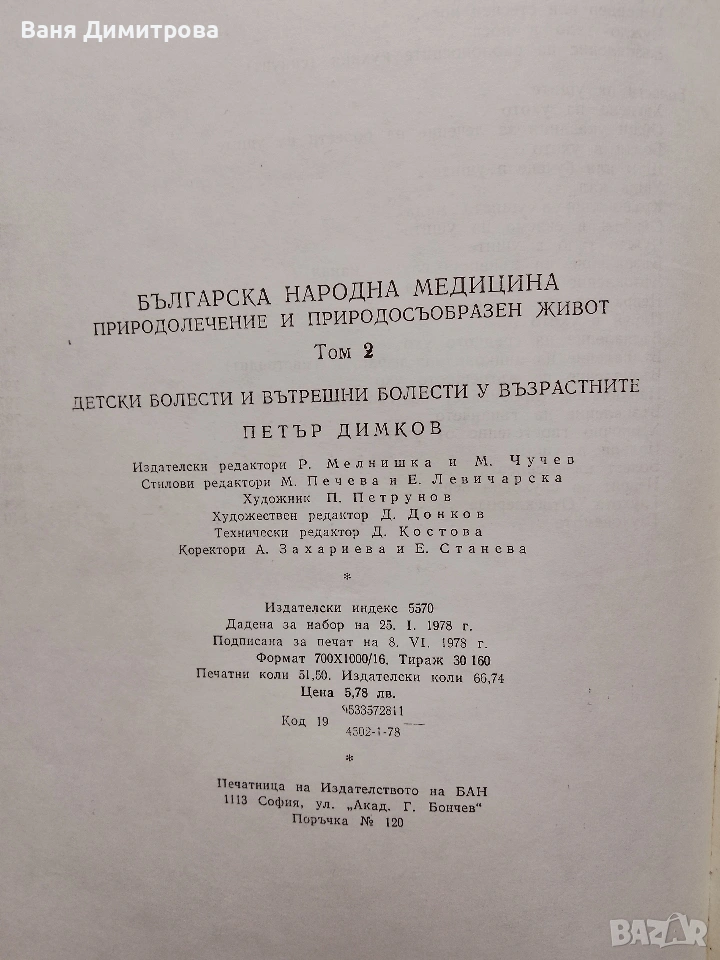 Ваня Димитрова
БЪЛГАРСКА НАРОДНА МЕДИЦИНА
ПРИРОДОЛЕЧЕНИЕ И ПРИРОДОСЪОБРАЗЕН ЖИВОТ
Том 2
ДЕТСКИ БОЛЕСТИ И ВЪТРЕШНИ БОЛЕСТИ У ВЪЗРАСТНИТЕ
ПЕТЪР ДИМКОВ
Издателски редактори Р. Мелнишка и М. Чучев
Стилови редактори М. Печева и Е. Левичарска
Художник П. Петрунов
Художествен редактор Д. Донков
Технически редактор Д. Костова
Коректори А. Захариева и Е. Станева
*
Издателски индекс 5570
Дадена за набор на 25. I. 1978 г.
Подписана за печат на 8. VI. 1978 г.
Формат 700X1000/16. Тираж 30 160
Печатни коли 51,50. Издателски коли 66,74
Цена 5,78 лв.
9533572811
Код 19
4502-1-78
*
Печатница на Издателството на БАН
1113 София, ул. „Акад. Г. Бончев“
Поръчка № 120
BAZAR